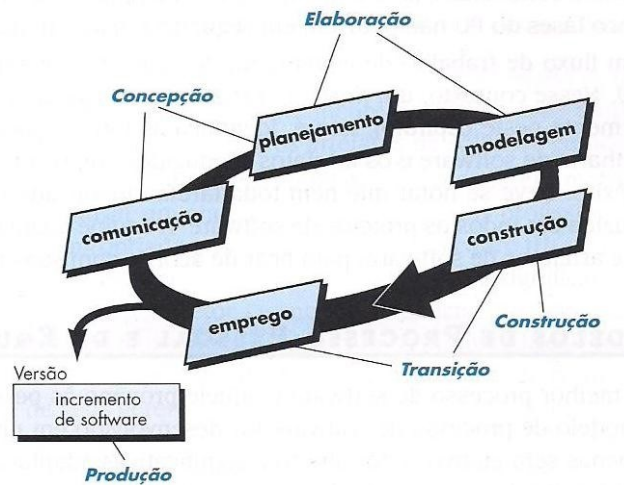 Elaboração
Concepção
planejamento
modelagem
comunicação
construção
emprego
Construção
Transição
Versão
incremento
de software
Produção